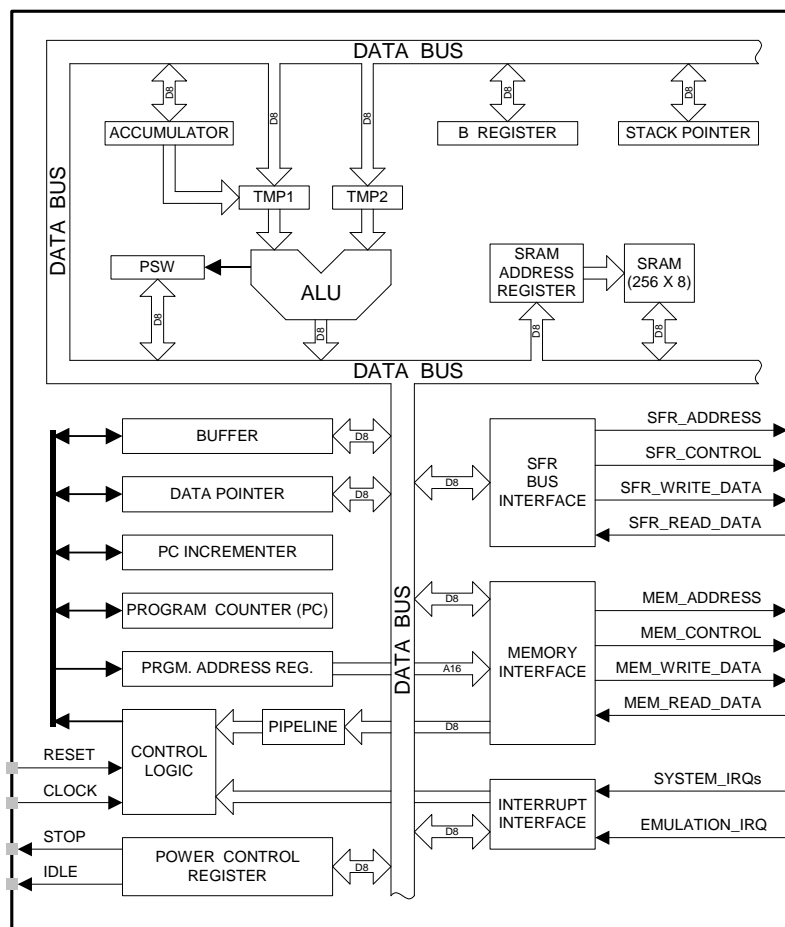 DATA BUS
D8
D8
D8
D8
D8
ACCUMULATOR
B REGISTER
STACK POINTER
DATA BUS
TMP1
TMP2
PSW
ALU
SRAM
ADDRESS
REGISTER
SRAM
(256 X 8)
D8
D8
D8
D8
DATA BUS
BUFFER
D8
DATA POINTER
D8
PC INCREMENTER
PROGRAM COUNTER (PC)
PRGM. ADDRESS REG.
A16
DATA BUS
D8
SFR
BUS
INTERFACE
SFR_ADDRESS
SFR_CONTROL
SFR_WRITE_DATA
SFR_READ_DATA
D8
MEMORY
INTERFACE
MEM_ADDRESS
MEM_CONTROL
MEM_WRITE_DATA
MEM_READ_DATA
RESET
CLOCK
CONTROL
LOGIC
PIPELINE
D8
INTERRUPT
INTERFACE
SYSTEM_IRQs
EMULATION_IRQ
D8
STOP
IDLE
POWER CONTROL
REGISTER
D8